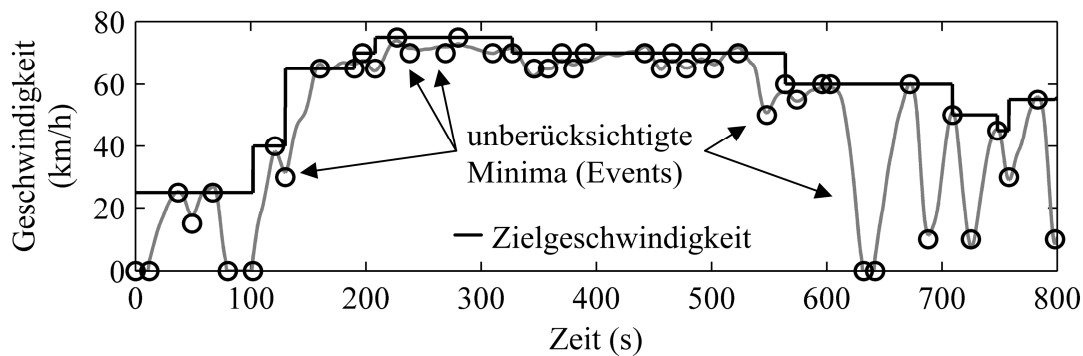 80
60
40
20
0
Geschwindigkeit
(km/h)
unberücksichtigte
Minima (Events)
Zielgeschwindigkeit
0 100 200 300 400 500 600 700 800
Zeit (s)